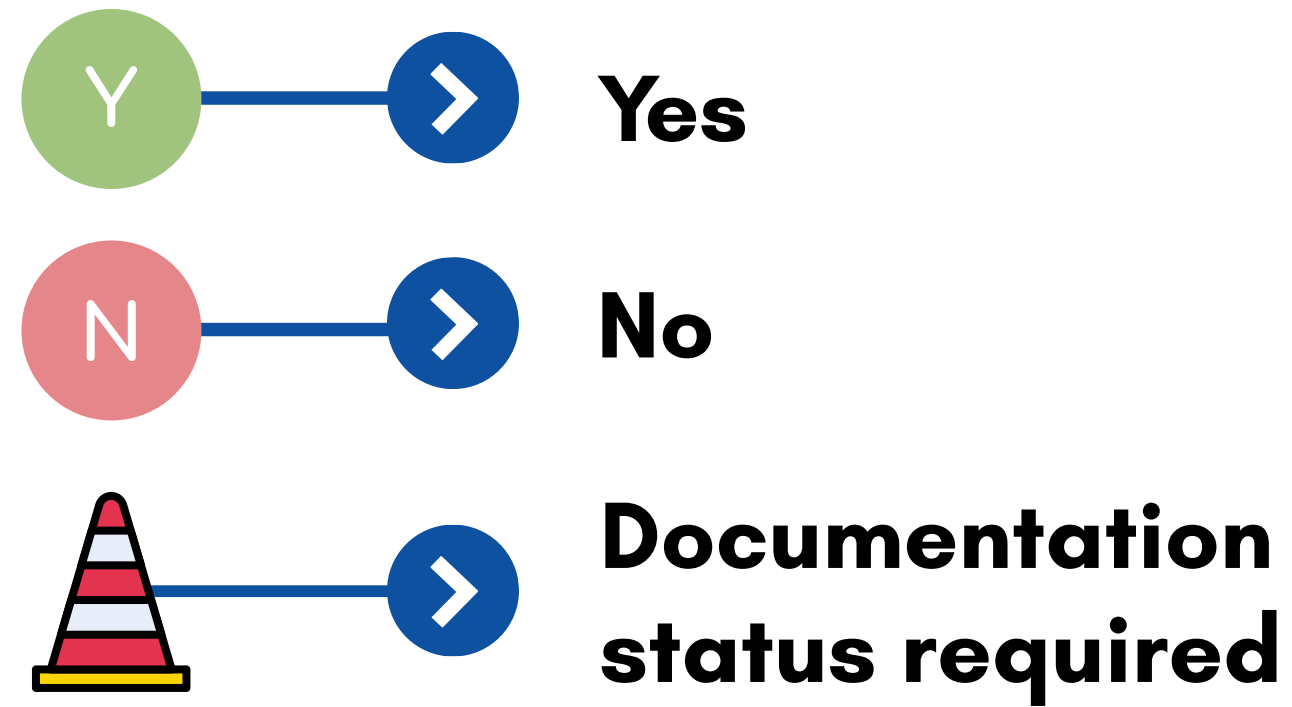 Y Yes
N No
Documentation
status required